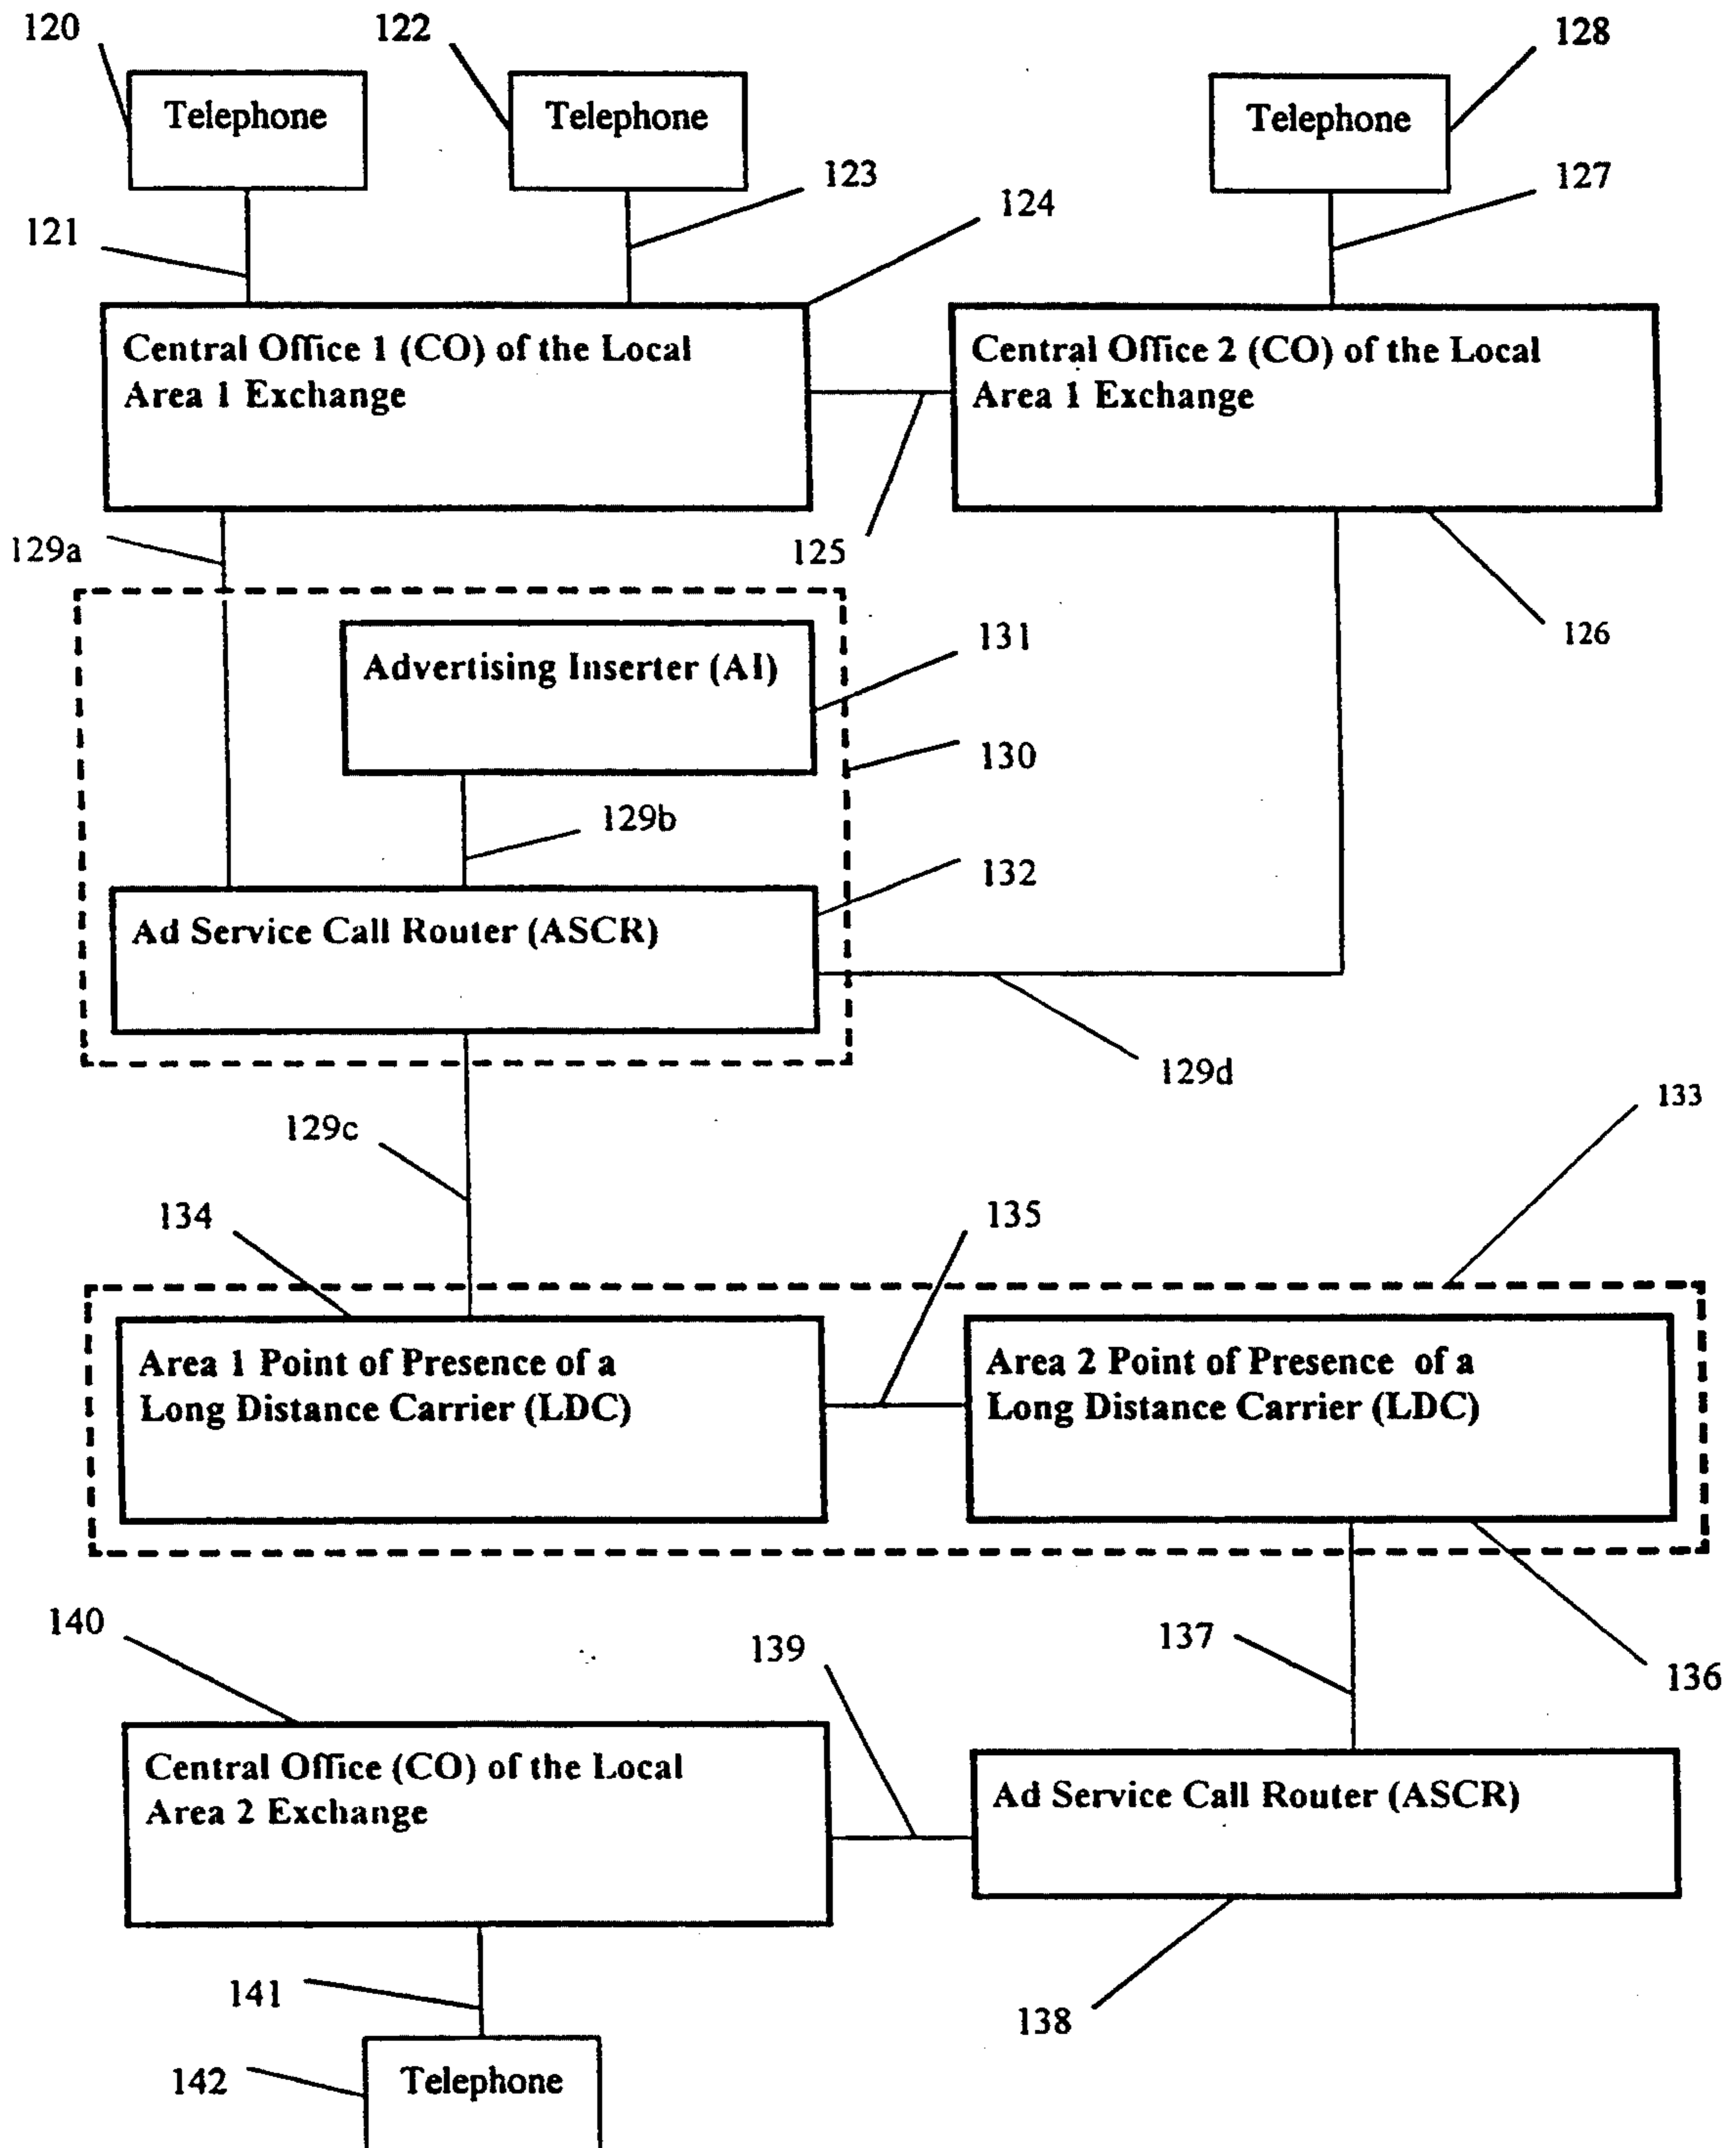 120
122
128
Telephone
Telephone
Telephone
123
127
124
121
Central Office 1 (CO) of the Local
Area 1 Exchange
Central Office 2 (CO) of the Local
Area 1 Exchange
129a
125
126
131
Advertising Inserter (AI)
130
129b
132
Ad Service Call Router (ASCR)
129d
133
129c
134
135
Area 1 Point of Presence of a
Long Distance Carrier (LDC)
Area 2 Point of Presence of a
Long Distance Carrier (LDC)
140
139
137
136
Central Office (CO) of the Local
Area 2 Exchange
Ad Service Call Router (ASCR)
141
138
142
Telephone